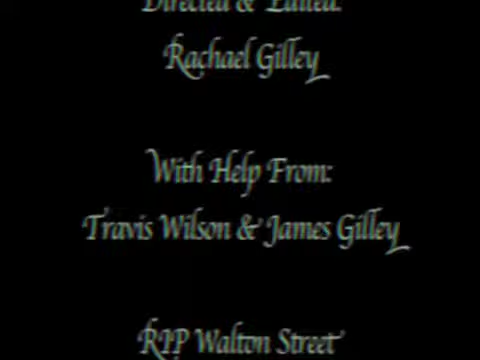 Directed & Edited:
Rachael Gilley
With Help From:
Travis Wilson & James Gilley
RIP Walton Street